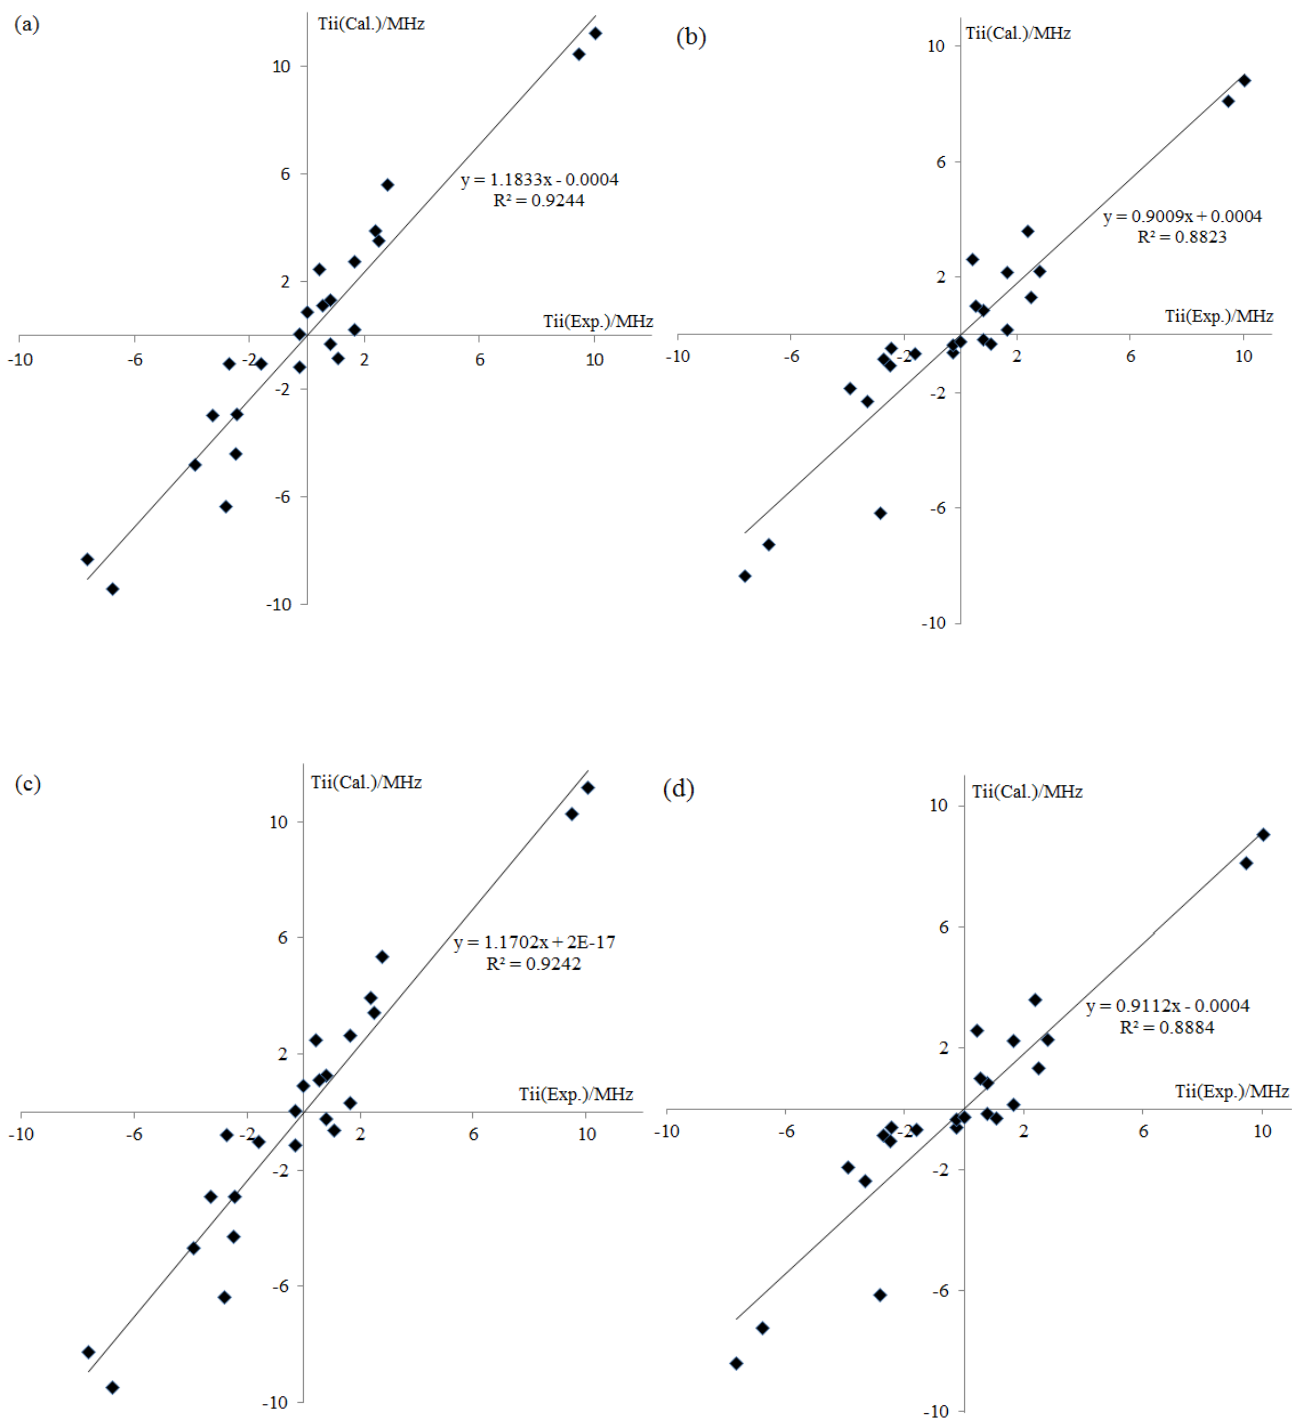 (a)
Tii(Cal.)/MHz
10
6
y = 1.1833x - 0.0004
R² = 0.9244
2
Tii(Exp.)/MHz
-10 -6 -2 2 6 10
-2
-6
-10
(b)
Tii(Cal.)/MHz
10
6
y = 0.9009x + 0.0004
R² = 0.8823
2
Tii(Exp.)/MHz
-10 -6 -2 2 6 10
-2
-6
-10
(c)
Tii(Cal.)/MHz
10
6
y = 1.1702x + 2E-17
R² = 0.9242
2
Tii(Exp.)/MHz
-10 -6 -2 2 6 10
-2
-6
-10
(d)
Tii(Cal.)/MHz
10
6
y = 0.9112x - 0.0004
R² = 0.8884
2
Tii(Exp.)/MHz
-10 -6 -2 2 6 10
-2
-6
-10